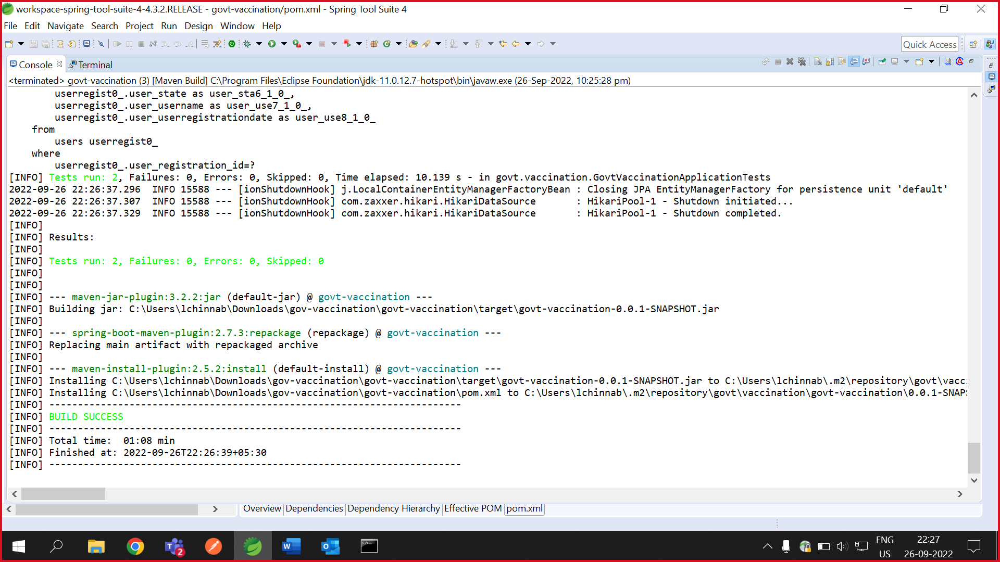 workspace-spring-tool-suite-4-4.3.2.RELEASE - govt-vaccination/pom.xml - Spring Tool Suite 4
File Edit Navigate Search Project Run Design Window Help
Quick Access
Console Terminal
<terminated> govt-vaccination (3) [Maven Build] C:\Program Files\Eclipse Foundation\jdk-11.0.12.7-hotspot\bin\javaw.exe (26-Sep-2022, 10:25:28 pm)
userregist0_.user_state as user_sta6_1_0_,
userregist0_.user_username as user_use7_1_0_,
userregist0_.user_userregistrationdate as user_use8_1_0_
from
users userregist0_
where
userregist0_.user_registration_id=?
[INFO] Tests run: 2, Failures: 0, Errors: 0, Skipped: 0, Time elapsed: 10.139 s - in govt.vaccination.GovtVaccinationApplicationTests
2022-09-26 22:26:37.296  INFO 15588 --- [ionShutdownHook] j.LocalContainerEntityManagerFactoryBean : Closing JPA EntityManagerFactory for persistence unit 'default'
2022-09-26 22:26:37.307  INFO 15588 --- [ionShutdownHook] com.zaxxer.hikari.HikariDataSource       : HikariPool-1 - Shutdown initiated...
2022-09-26 22:26:37.329  INFO 15588 --- [ionShutdownHook] com.zaxxer.hikari.HikariDataSource       : HikariPool-1 - Shutdown completed.
[INFO]
[INFO] Results:
[INFO]
[INFO] Tests run: 2, Failures: 0, Errors: 0, Skipped: 0
[INFO]
[INFO]
[INFO] --- maven-jar-plugin:3.2.2:jar (default-jar) @ govt-vaccination ---
[INFO] Building jar: C:\Users\lchinnab\Downloads\gov-vaccination\govt-vaccination\target\govt-vaccination-0.0.1-SNAPSHOT.jar
[INFO]
[INFO] --- spring-boot-maven-plugin:2.7.3:repackage (repackage) @ govt-vaccination ---
[INFO] Replacing main artifact with repackaged archive
[INFO]
[INFO] --- maven-install-plugin:2.5.2:install (default-install) @ govt-vaccination ---
[INFO] Installing C:\Users\lchinnab\Downloads\gov-vaccination\govt-vaccination\target\govt-vaccination-0.0.1-SNAPSHOT.jar to C:\Users\lchinnab\.m2\repository\govt\vacc
[INFO] Installing C:\Users\lchinnab\Downloads\gov-vaccination\govt-vaccination\pom.xml to C:\Users\lchinnab\.m2\repository\govt\vaccination\govt-vaccination\0.0.1-SNAPS
[INFO] ------------------------------------------------------------------------
[INFO] BUILD SUCCESS
[INFO] ------------------------------------------------------------------------
[INFO] Total time:  01:08 min
[INFO] Finished at: 2022-09-26T22:26:39+05:30
[INFO] ------------------------------------------------------------------------
Overview Dependencies Dependency Hierarchy Effective POM pom.xml
ENG 22:27
US 26-09-2022